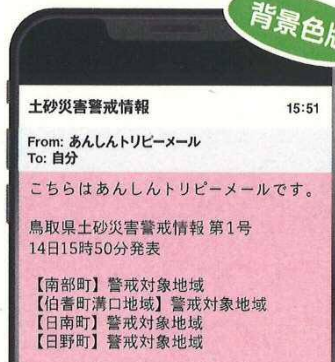 背景色版
土砂災害警戒情報 15:51
From: あんしんトリピーメール
To: 自分
こちらはあんしんトリピーメールです。
鳥取県土砂災害警戒情報 第1号
14日15時50分発表
【南部町】警戒対象地域
【伯耆町溝口地域】警戒対象地域
【日南町】警戒対象地域
【日野町】警戒対象地域